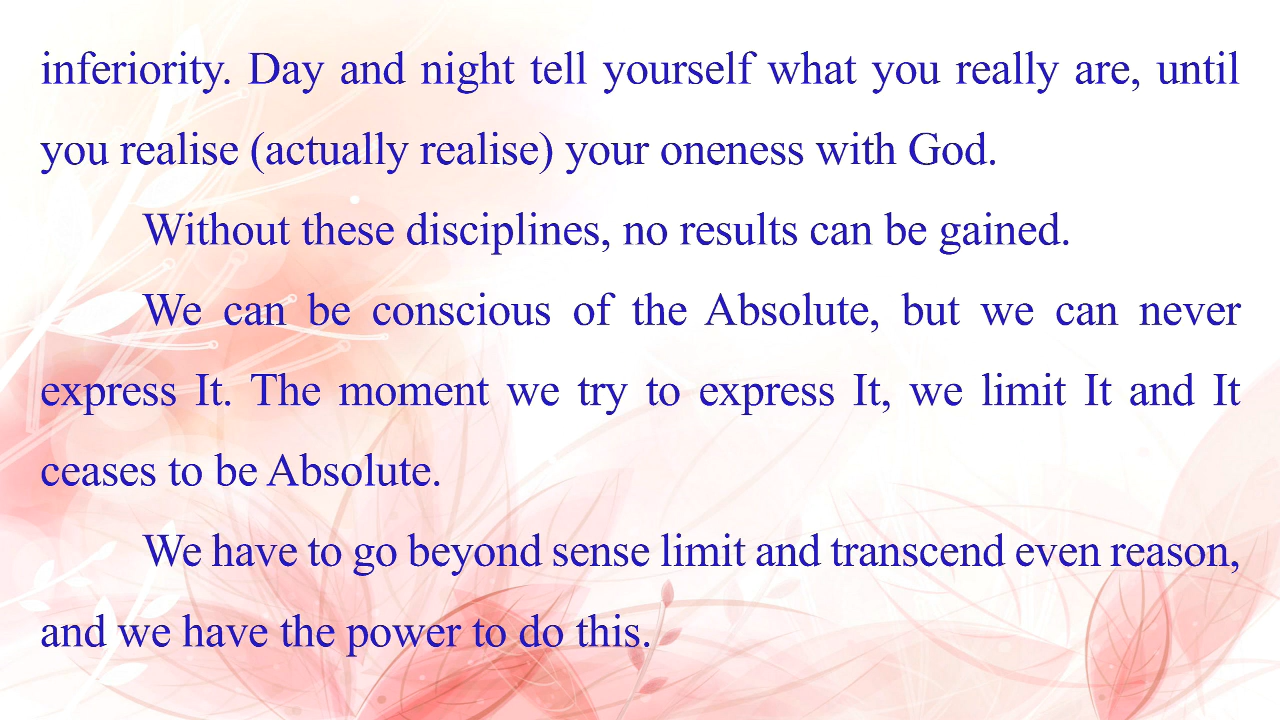 inferiority. Day and night tell yourself what you really are, until
you realise (actually realise) your oneness with God.
Without these disciplines, no results can be gained.
We can be conscious of the Absolute, but we can never
express It. The moment we try to express It, we limit It and It
ceases to be Absolute.
We have to go beyond sense limit and transcend even reason,
and we have the power to do this.